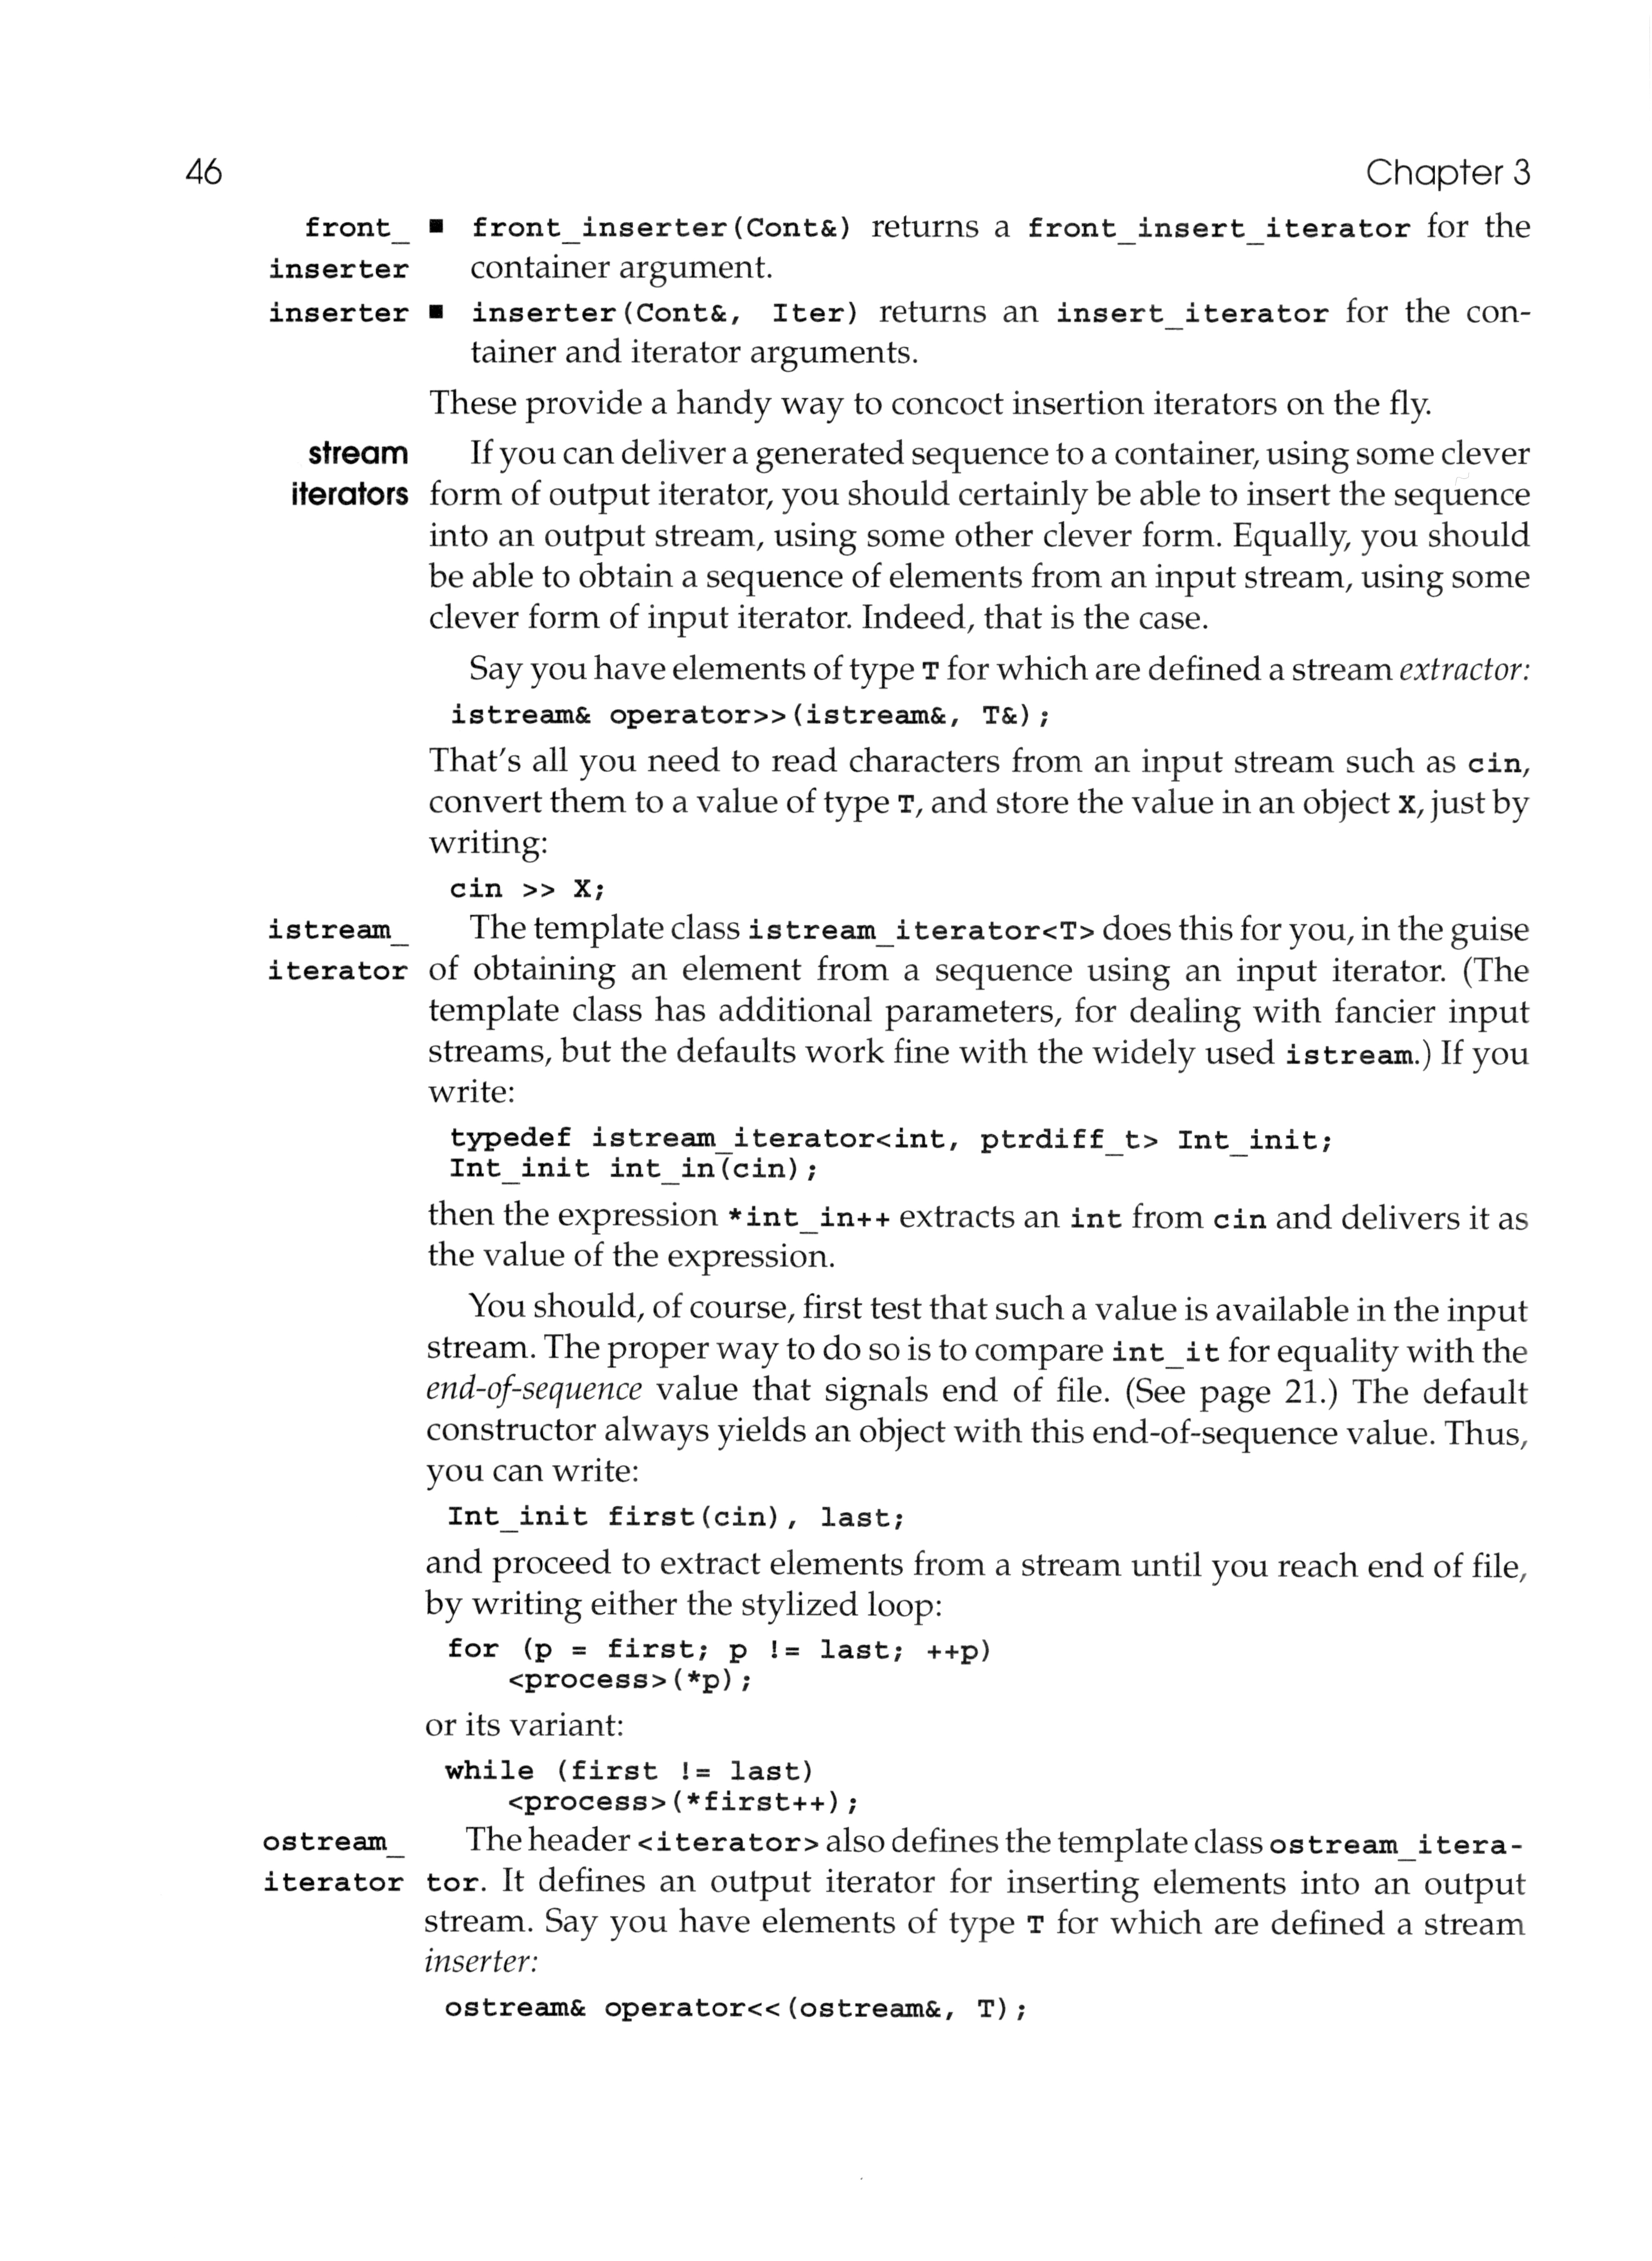 46 Chapter 3
front_ ■ front_inserter(Cont&) returns a front_insert_iterator for the
inserter container argument.
inserter ■ inserter(Cont&, Iter) returns an insert_iterator for the con-
tainer and iterator arguments.
These provide a handy way to concoct insertion iterators on the fly.
stream If you can deliver a generated sequence to a container, using some clever
iterators form of output iterator, you should certainly be able to insert the sequence
into an output stream, using some other clever form. Equally, you should
be able to obtain a sequence of elements from an input stream, using some
clever form of input iterator. Indeed, that is the case.
Say you have elements of type T for which are defined a stream extractor:
istream& operator>>(istream&, T&);
That's all you need to read characters from an input stream such as cin,
convert them to a value of type T, and store the value in an object X, just by
writing:
cin >> X;
istream_ The template class istream_iterator<T> does this for you, in the guise
iterator of obtaining an element from a sequence using an input iterator. (The
template class has additional parameters, for dealing with fancier input
streams, but the defaults work fine with the widely used istream.) If you
write:
typedef istream_iterator<int, ptrdiff_t> Int_init;
Int_init int_in(cin);
then the expression *int_in++ extracts an int from cin and delivers it as
the value of the expression.
You should, of course, first test that such a value is available in the input
stream. The proper way to do so is to compare int_it for equality with the
end-of-sequence value that signals end of file. (See page 21.) The default
constructor always yields an object with this end-of-sequence value. Thus,
you can write:
Int_init first(cin), last;
and proceed to extract elements from a stream until you reach end of file,
by writing either the stylized loop:
for (p = first; p != last; ++p)
<process>(*p);
or its variant:
while (first != last)
<process>(*first++);
ostream_ The header <iterator> also defines the template class ostream_itera-
iterator tor. It defines an output iterator for inserting elements into an output
stream. Say you have elements of type T for which are defined a stream
inserter:
ostream& operator<<(ostream&, T);